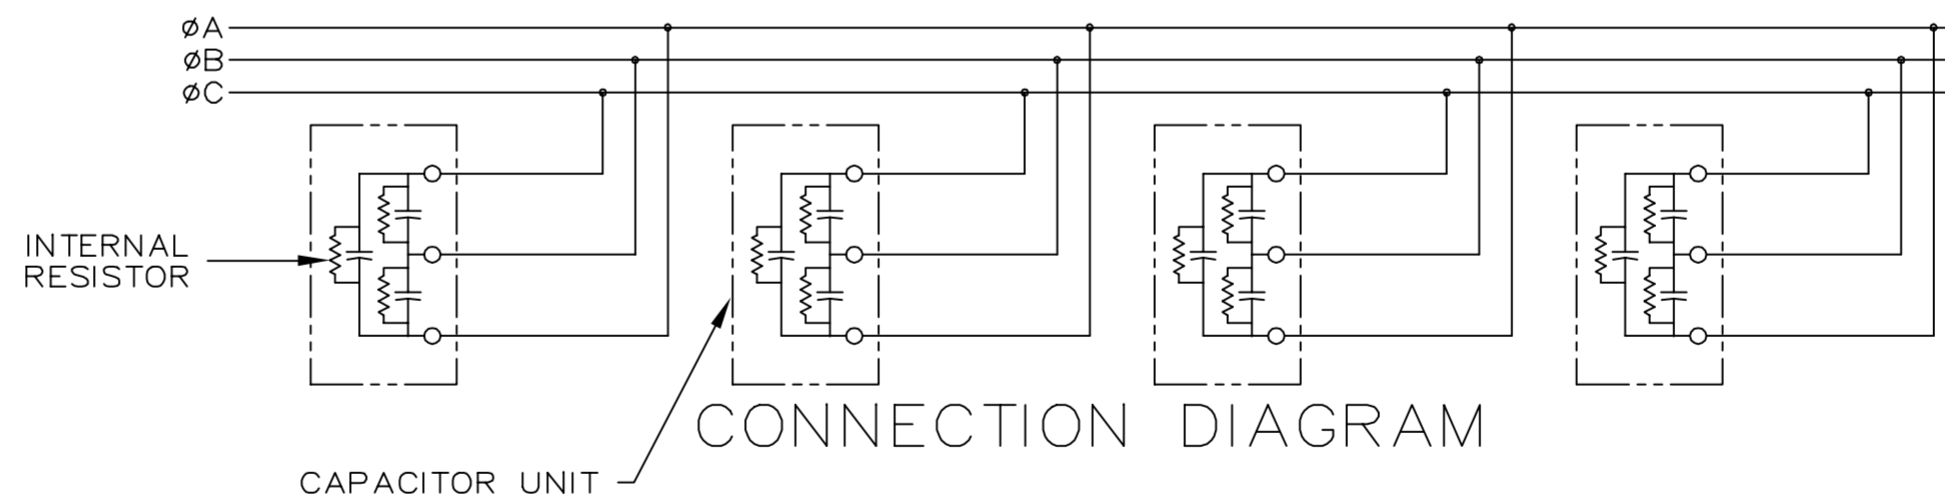 øA
øB
øC
INTERNAL
RESISTOR
CONNECTION DIAGRAM
CAPACITOR UNIT